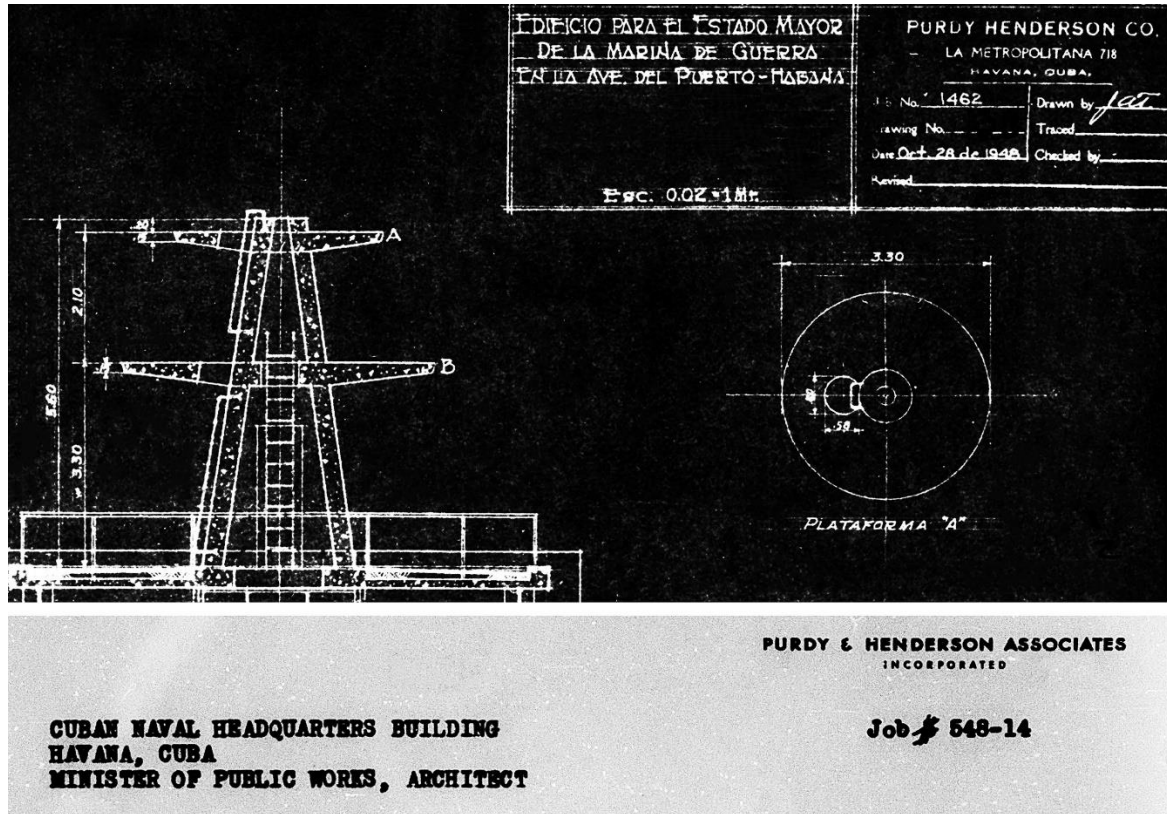 EDIFICIO PARA EL ESTADO MAYOR
DE LA MARINA DE GUERRA
EN LA AVE. DEL PUERTO-HABANA
Esc. 0.02=1Mt.
PURDY HENDERSON CO.
LA METROPOLITANA 718
HAVANA, CUBA.
No. 1462
Drawn by
Drawing No.
Traced
Date Oct. 28 de 1948
Checked by
Revised
A
2.10
B
5.60
3.30
3.30
.58
PLATAFORMA "A"
PURDY & HENDERSON ASSOCIATES
INCORPORATED
CUBAN NAVAL HEADQUARTERS BUILDING
HAVANA, CUBA
MINISTER OF PUBLIC WORKS, ARCHITECT
Job # 548-14